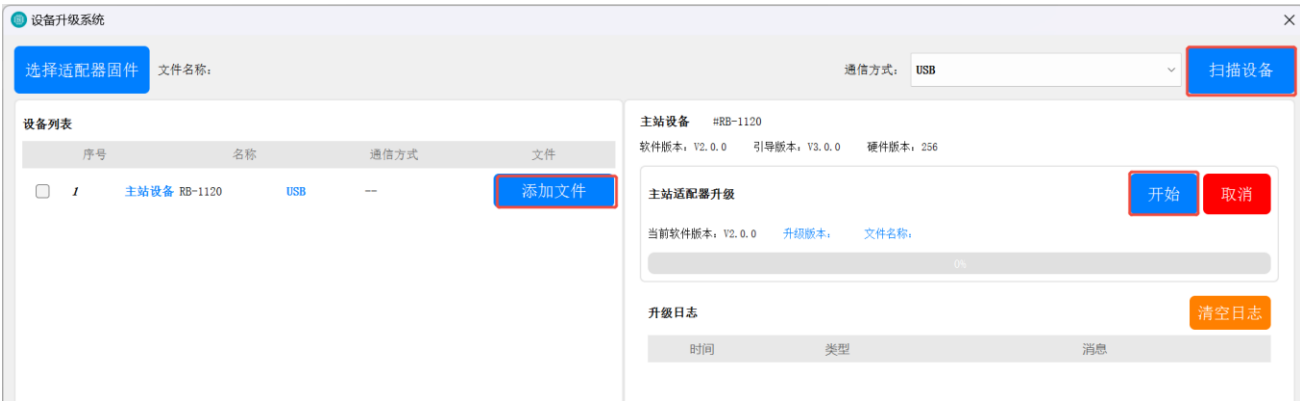 设备升级系统
选择适配器固件 文件名称： 通信方式： USB 扫描设备
设备列表
序号 名称 通信方式 文件
1 主站设备 RB-1120 USB -- 添加文件
主站设备 #RB-1120
软件版本：V2.0.0 引导版本：V3.0.0 硬件版本：256
主站适配器升级 开始 取消
当前软件版本：V2.0.0 升级版本： 文件名称：
0%
升级日志 清空日志
时间 类型 消息